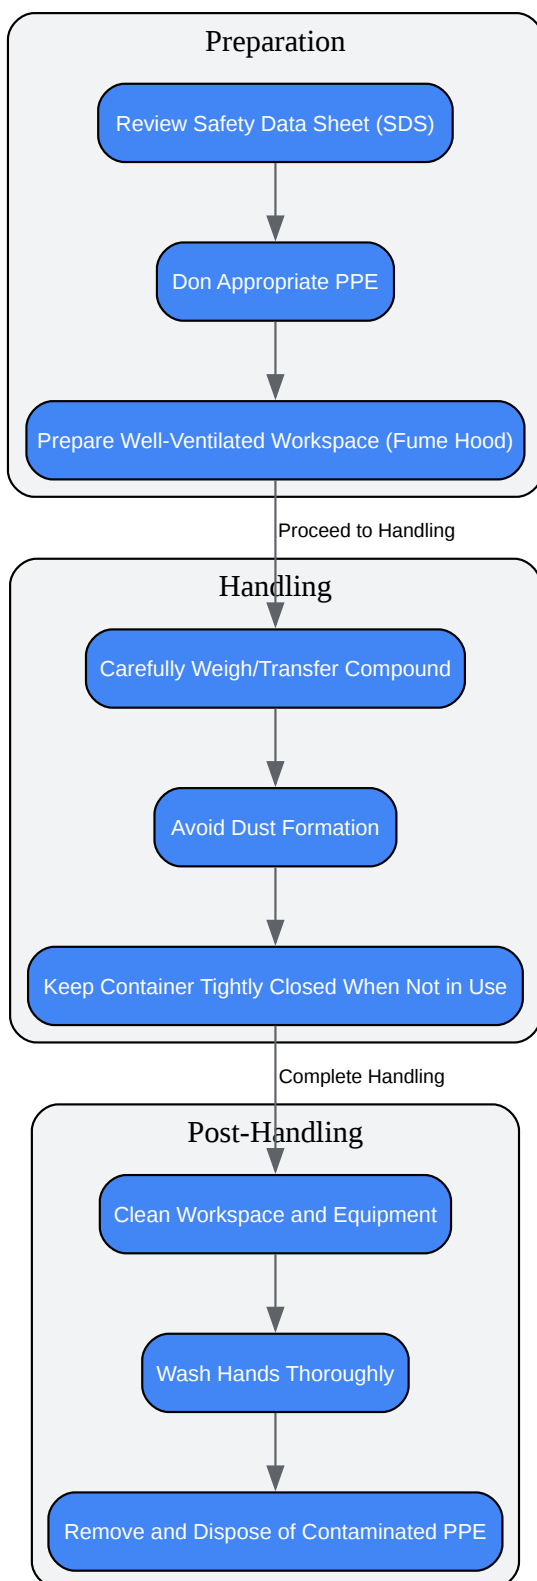 Preparation
Review Safety Data Sheet (SDS)
Don Appropriate PPE
Prepare Well-Ventilated Workspace (Fume Hood)
Proceed to Handling
Handling
Carefully Weigh/Transfer Compound
Avoid Dust Formation
Keep Container Tightly Closed When Not in Use
Complete Handling
Post-Handling
Clean Workspace and Equipment
Wash Hands Thoroughly
Remove and Dispose of Contaminated PPE